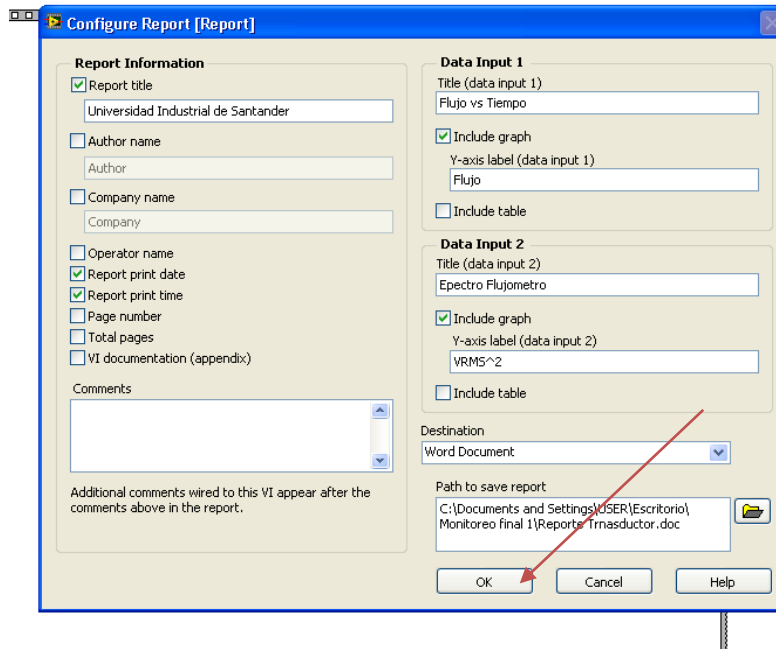 Configure Report [Report]
Report Information
Report title
Universidad Industrial de Santander
Author name
Author
Company name
Company
Operator name
Report print date
Report print time
Page number
Total pages
VI documentation (appendix)
Comments
Additional comments wired to this VI appear after the
comments above in the report.
Data Input 1
Title (data input 1)
Flujo vs Tiempo
Include graph
Y-axis label (data input 1)
Flujo
Include table
Data Input 2
Title (data input 2)
Epectro Flujometro
Include graph
Y-axis label (data input 2)
VRMS^2
Include table
Destination
Word Document
Path to save report
C:\Documents and Settings\USER\Escritorio\
Monitoreo final 1\Reporte Trnasductor.doc
OK
Cancel
Help